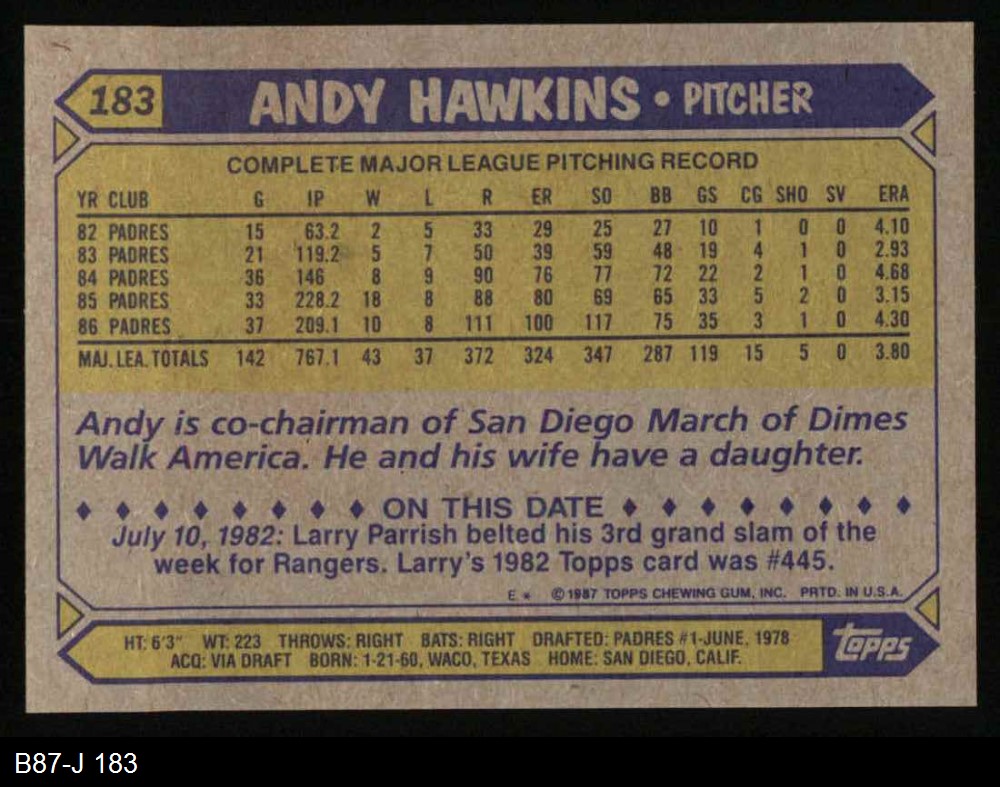 183 ANDY HAWKINS • PITCHER
COMPLETE MAJOR LEAGUE PITCHING RECORD
YR CLUB G IP W L R ER SO BB GS CG SHO SV ERA
82 PADRES 15 63.2 2 5 33 29 25 27 10 1 0 0 4.10
83 PADRES 21 119.2 5 7 50 39 59 48 19 4 1 0 2.93
84 PADRES 36 146 8 9 90 76 77 72 22 2 1 0 4.68
85 PADRES 33 228.2 18 8 88 80 69 65 33 5 2 0 3.15
86 PADRES 37 209.1 10 8 111 100 117 75 35 3 1 0 4.30
MAJ. LEA. TOTALS 142 767.1 43 37 372 324 347 287 119 15 5 0 3.80
Andy is co-chairman of San Diego March of Dimes
Walk America. He and his wife have a daughter.
♦ ♦ ♦ ♦ ♦ ♦ ♦ ♦ ON THIS DATE ♦ ♦ ♦ ♦ ♦ ♦ ♦ ♦
July 10, 1982: Larry Parrish belted his 3rd grand slam of the
week for Rangers. Larry's 1982 Topps card was #445.
E * © 1987 TOPPS CHEWING GUM, INC. PRTD. IN U.S.A.
HT: 6'3" WT: 223 THROWS: RIGHT BATS: RIGHT DRAFTED: PADRES #1-JUNE, 1978
ACQ: VIA DRAFT BORN: 1-21-60, WACO, TEXAS HOME: SAN DIEGO, CALIF.
topps
B87-J 183